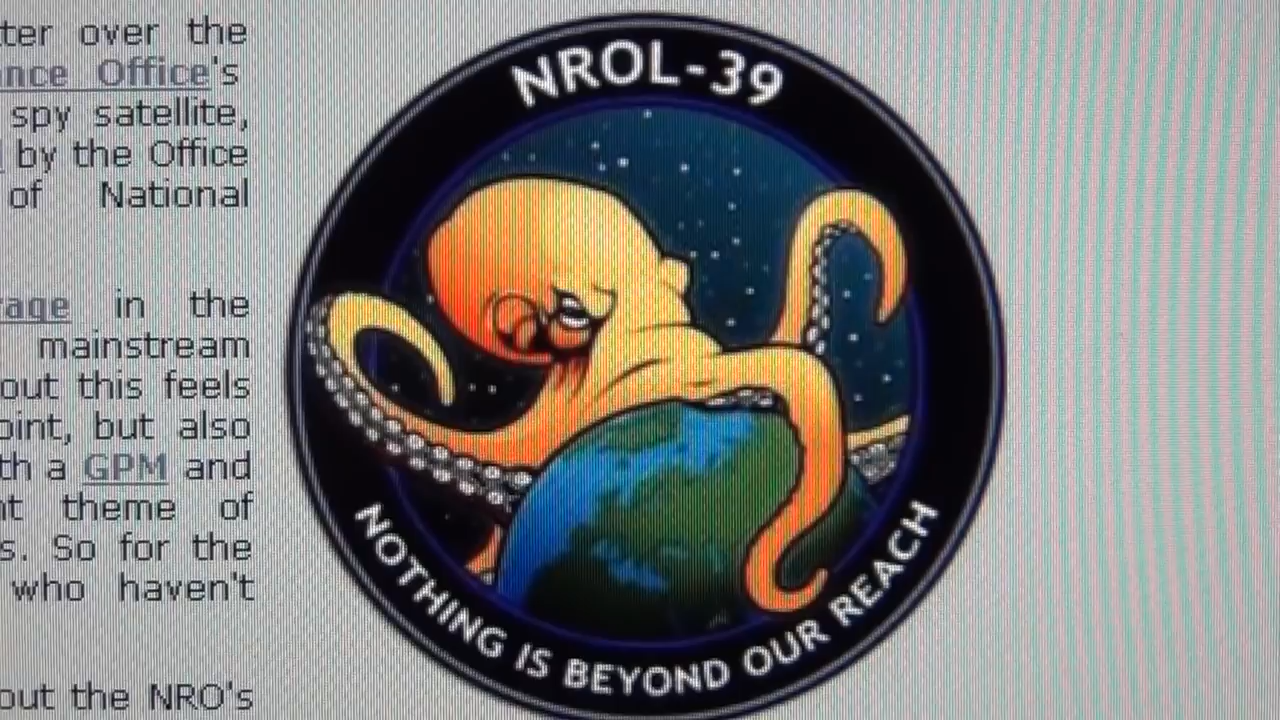 ter over the
nce Office's
spy satellite,
by the Office
of National
age in the
mainstream
out this feels
oint, but also
th a GPM and
nt theme of
s. So for the
who haven't
out the NRO's
NROL-39
NOTHING IS BEYOND OUR REACH